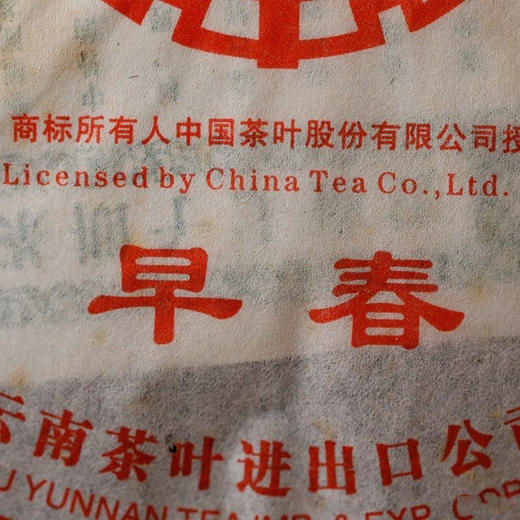 商标所有人中国茶叶股份有限公司授
Licensed by China Tea Co.,Ltd.
早春
云南茶叶进出口公司
YUNNAN TEA IMP. & EXP. COR